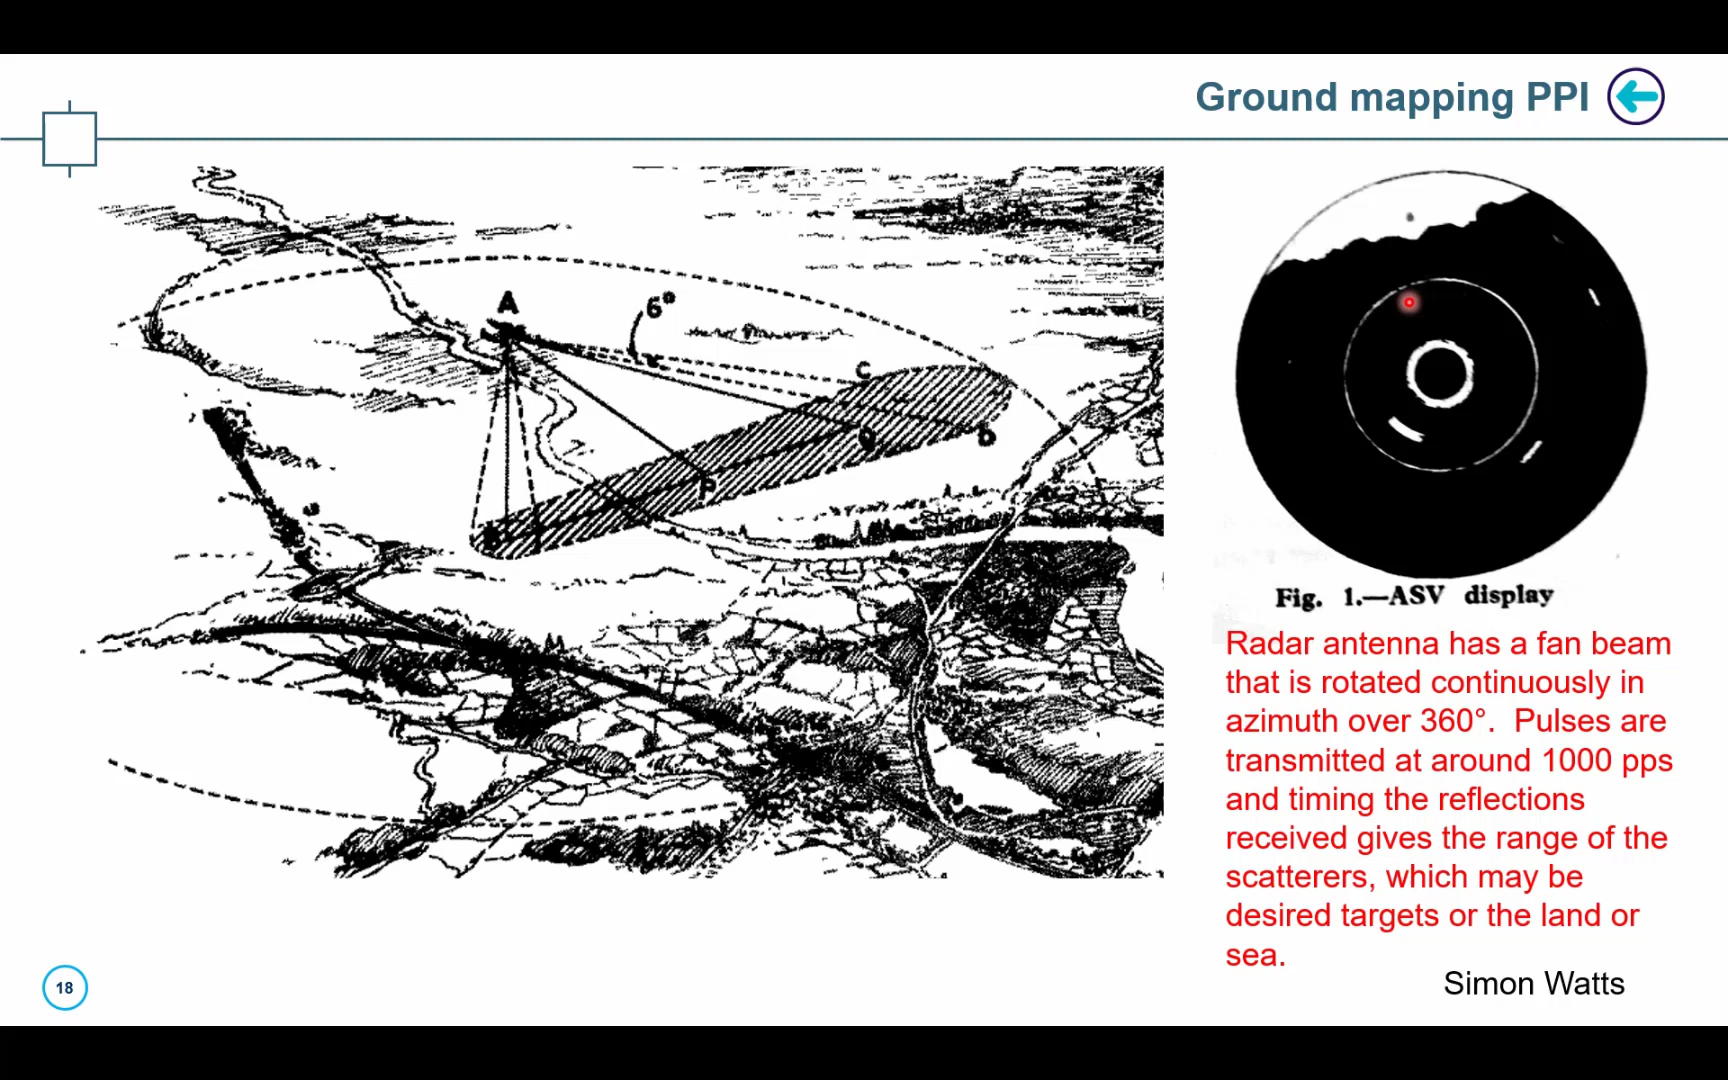 Ground mapping PPI
A
6°
C
Q
D
P
B
Fig. 1.—ASV display
Radar antenna has a fan beam
that is rotated continuously in
azimuth over 360°. Pulses are
transmitted at around 1000 pps
and timing the reflections
received gives the range of the
scatterers, which may be
desired targets or the land or
sea.
18
Simon Watts